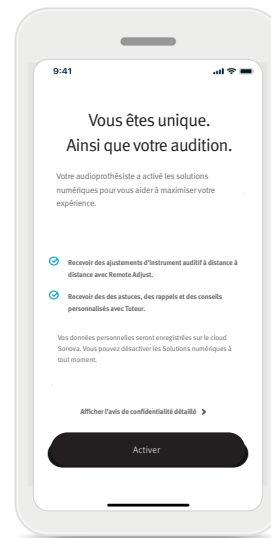 9:41
Vous êtes unique.
Ainsi que votre audition.
Votre audioprothésiste a activé les solutions
numériques pour vous aider à maximiser votre
expérience.
Recevoir des ajustements d'instrument auditif à distance à
distance avec Remote Adjust.
Recevoir des des astuces, des rappels et des conseils
personnalisés avec Tuteur.
Vos données personnelles seront enregistrées sur le cloud
Sonova. Vous pouvez désactiver les Solutions numériques à
tout moment.
Afficher l'avis de confidentialité détaillé
Activer